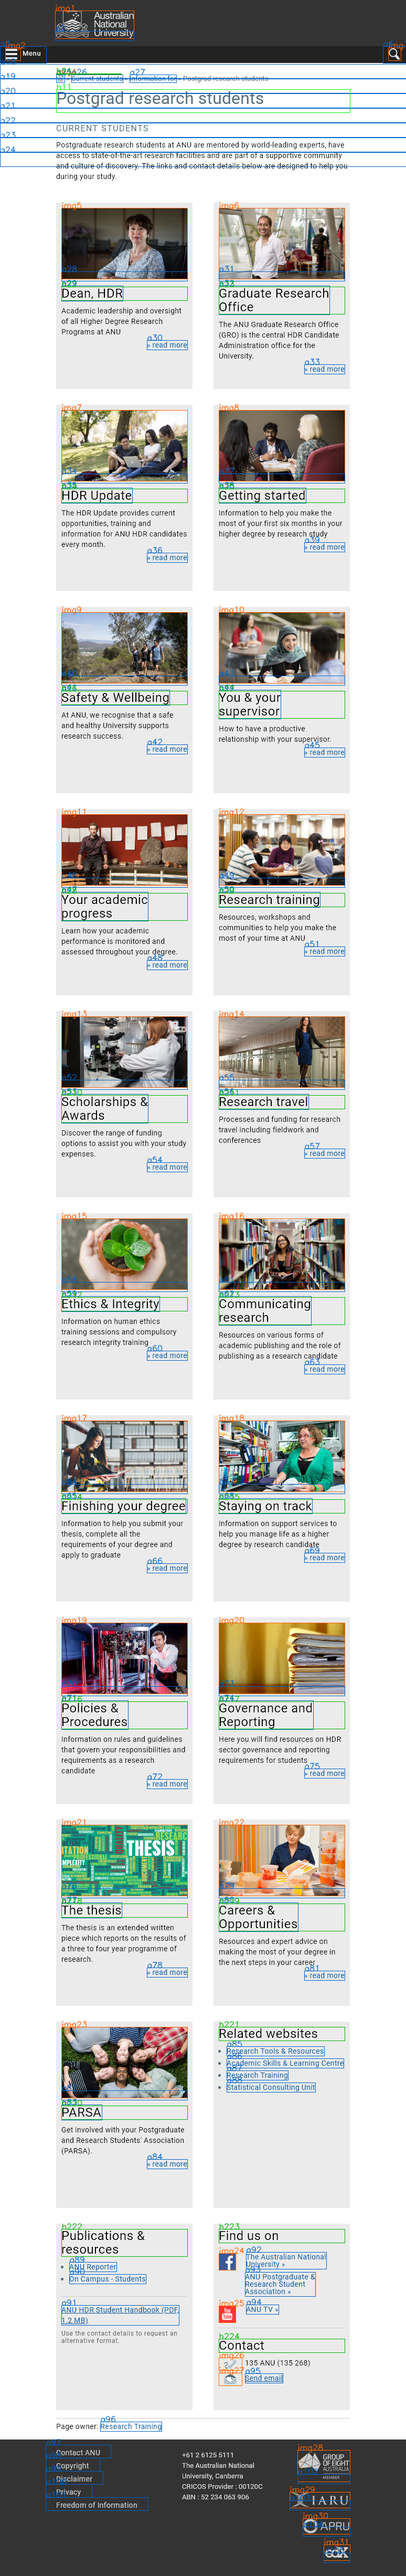 Australian
National
University
Menu
Current students » Information for » Postgrad research students
Postgrad research students
CURRENT STUDENTS
Postgraduate research students at ANU are mentored by world-leading experts, have
access to state-of-the-art research facilities and are part of a supportive community
and culture of discovery. The links and contact details below are designed to help you
during your study.
Dean, HDR
Academic leadership and oversight
of all Higher Degree Research
Programs at ANU
» read more
Graduate Research
Office
The ANU Graduate Research Office
(GRO) is the central HDR Candidate
Administration office for the
University.
» read more
HDR Update
The HDR Update provides current
opportunities, training and
information for ANU HDR candidates
every month.
» read more
Getting started
Information to help you make the
most of your first six months in your
higher degree by research study
» read more
Safety & Wellbeing
At ANU, we recognise that a safe
and healthy University supports
research success.
» read more
You & your
supervisor
How to have a productive
relationship with your supervisor.
» read more
Your academic
progress
Learn how your academic
performance is monitored and
assessed throughout your degree.
» read more
Research training
Resources, workshops and
communities to help you make the
most of your time at ANU
» read more
Scholarships &
Awards
Discover the range of funding
options to assist you with your study
expenses.
» read more
Research travel
Processes and funding for research
travel including fieldwork and
conferences
» read more
Ethics & Integrity
Information on human ethics
training sessions and compulsory
research integrity training
» read more
Communicating
research
Resources on various forms of
academic publishing and the role of
publishing as a research candidate
» read more
Finishing your degree
Information to help you submit your
thesis, complete all the
requirements of your degree and
apply to graduate
» read more
Staying on track
Information on support services to
help you manage life as a higher
degree by research candidate
» read more
Policies &
Procedures
Information on rules and guidelines
that govern your responsibilities and
requirements as a research
candidate
» read more
Governance and
Reporting
Here you will find resources on HDR
sector governance and reporting
requirements for students
» read more
THESIS
The thesis
The thesis is an extended written
piece which reports on the results of
a three to four year programme of
research.
» read more
Careers &
Opportunities
Resources and expert advice on
making the most of your degree in
the next steps in your career
» read more
PARSA
Get involved with your Postgraduate
and Research Students' Association
(PARSA).
» read more
Related websites
Research Tools & Resources
Academic Skills & Learning Centre
Research Training
Statistical Consulting Unit
Publications &
resources
ANU Reporter
On Campus - Students
ANU HDR Student Handbook (PDF,
1.2 MB)
Use the contact details to request an
alternative format.
Find us on
The Australian National
University »
ANU Postgraduate &
Research Student
Association »
ANU TV »
Contact
135 ANU (135 268)
Send email
Page owner: Research Training
Contact ANU
Copyright
Disclaimer
Privacy
Freedom of Information
+61 2 6125 5111
The Australian National
University, Canberra
CRICOS Provider : 00120C
ABN : 52 234 063 906
GROUP OF EIGHT
AUSTRALIA
MEMBER
IARU
APRU
edX